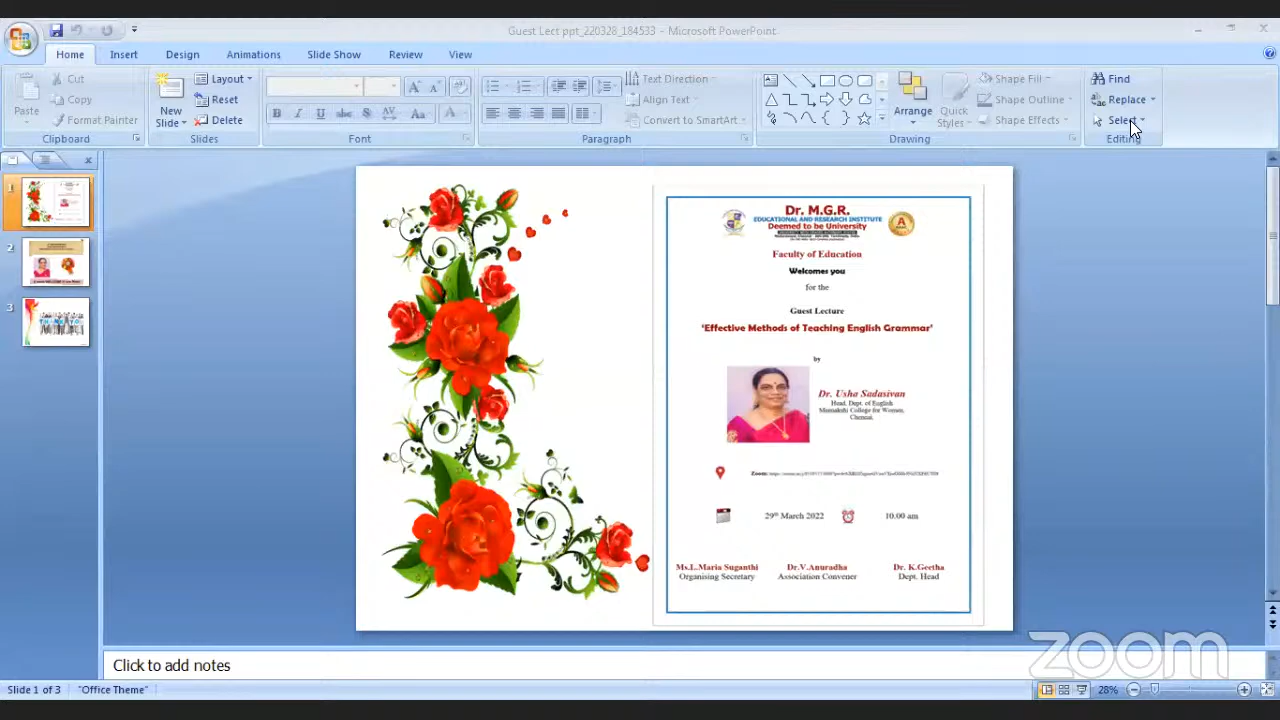 Guest Lect ppt_220328_184533 – Microsoft PowerPoint
Home Insert Design Animations Slide Show Review View
Paste Cut Copy Format Painter Clipboard
New Slide Layout Reset Delete Slides
Font
Text Direction Align Text Convert to SmartArt Paragraph
Arrange Quick Styles Shape Fill Shape Outline Shape Effects Drawing
Find Replace Select Editing
1
2
3
Dr. M.G.R.
EDUCATIONAL AND RESEARCH INSTITUTE
Deemed to be University
Faculty of Education
Welcomes you
for the
Guest Lecture
‘Effective Methods of Teaching English Grammar’
by
Dr. Usha Sadasivan
Head, Dept. of English
Meenakshi College for Women,
Chennai.
Zoom:
29th March 2022 10.00 am
Ms.L.Maria Suganthi Dr.V.Anuradha Dr. K.Geetha
Organising Secretary Association Convener Dept. Head
Click to add notes
zoom
Slide 1 of 3 "Office Theme" 28%